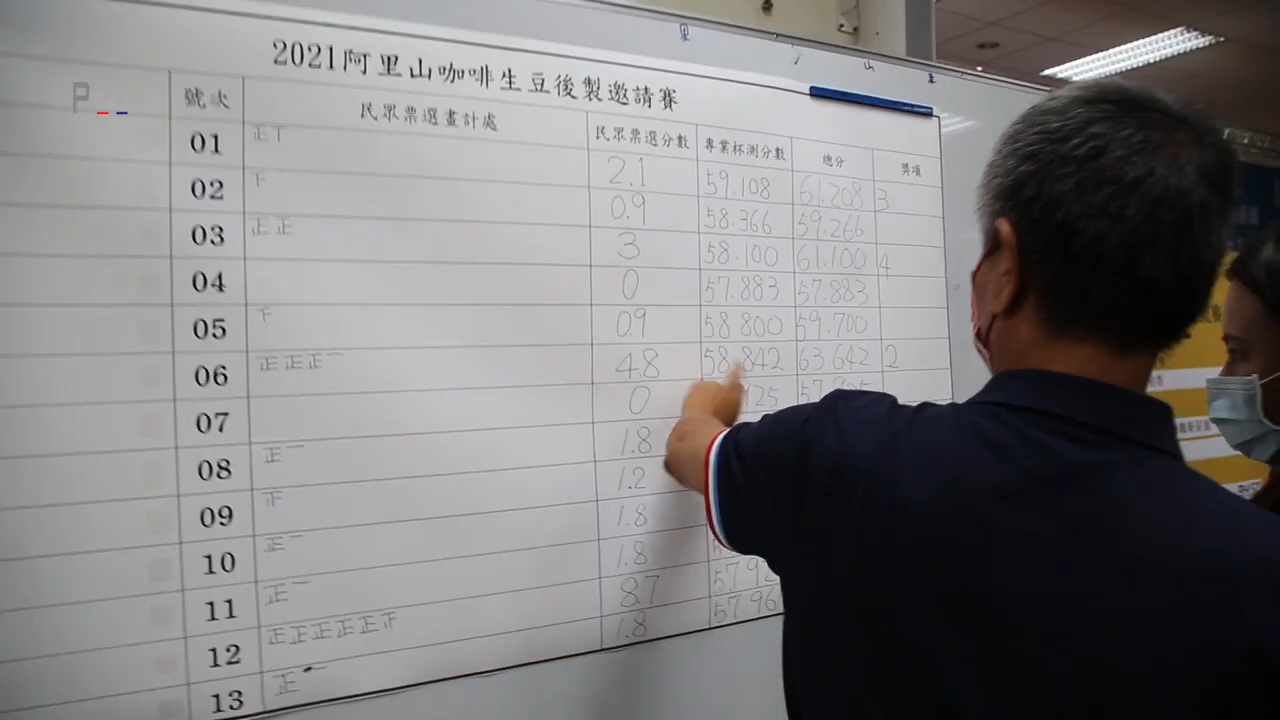 2021阿里山咖啡生豆後製邀請賽
號次 民眾票選畫計處 民眾票選分數 專業杯測分數 總分 獎項
01 正丅 2.1 59.108 61.208 3
02 下 0.9 58.366 59.266
03 正正 3 58.100 61.100 4
04 0 57.883 57.883
05 下 0.9 58.800 59.700
06 正正正一 4.8 58.842 63.642 2
07 0
08 正一 1.8
09 正 1.2
10 正一 1.8
11 正一 1.8
12 正正正正正 8.7
13 正一 1.8